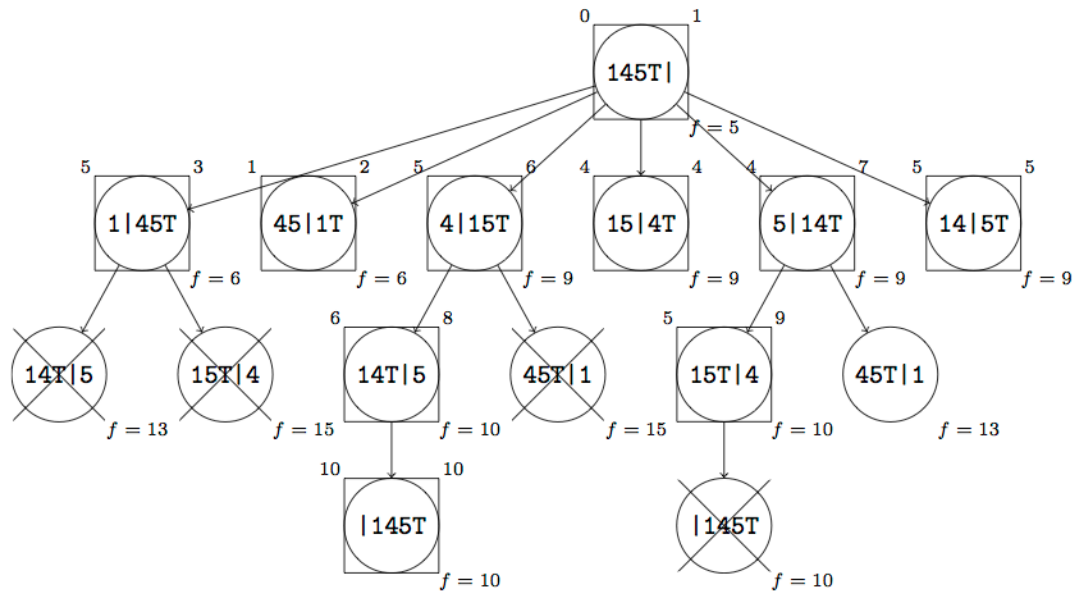 0 1
145T|
f = 5
5 3 1 2 5 6 4 4 4 7 5 5
1|45T 45|1T 4|15T 15|4T 5|14T 14|5T
f = 6 f = 6 f = 9 f = 9 f = 9 f = 9
6 8 5 9
14T|5 15T|4 14T|5 45T|1 15T|4 45T|1
f = 13 f = 15 f = 10 f = 15 f = 10 f = 13
10 10
|145T |145T
f = 10 f = 10